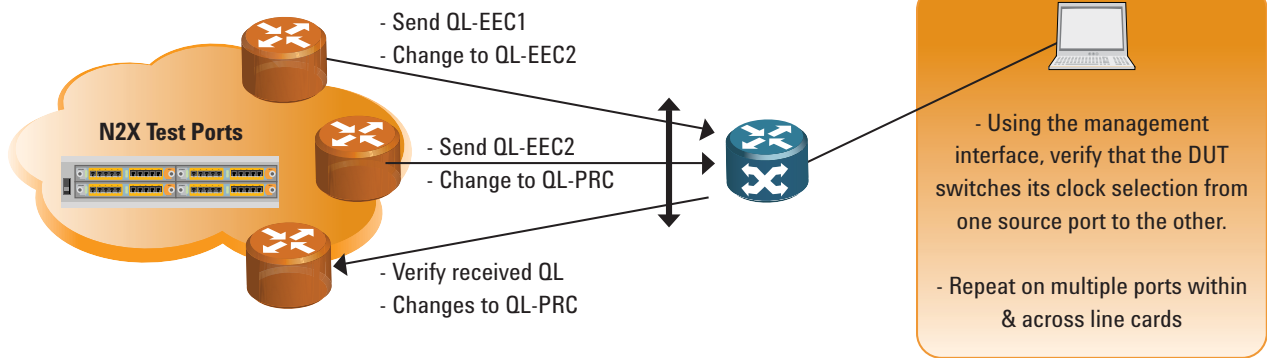 - Send QL-EEC1
- Change to QL-EEC2
N2X Test Ports
- Send QL-EEC2
- Change to QL-PRC
- Verify received QL
- Changes to QL-PRC
- Using the management
interface, verify that the DUT
switches its clock selection from
one source port to the other.
- Repeat on multiple ports within
& across line cards